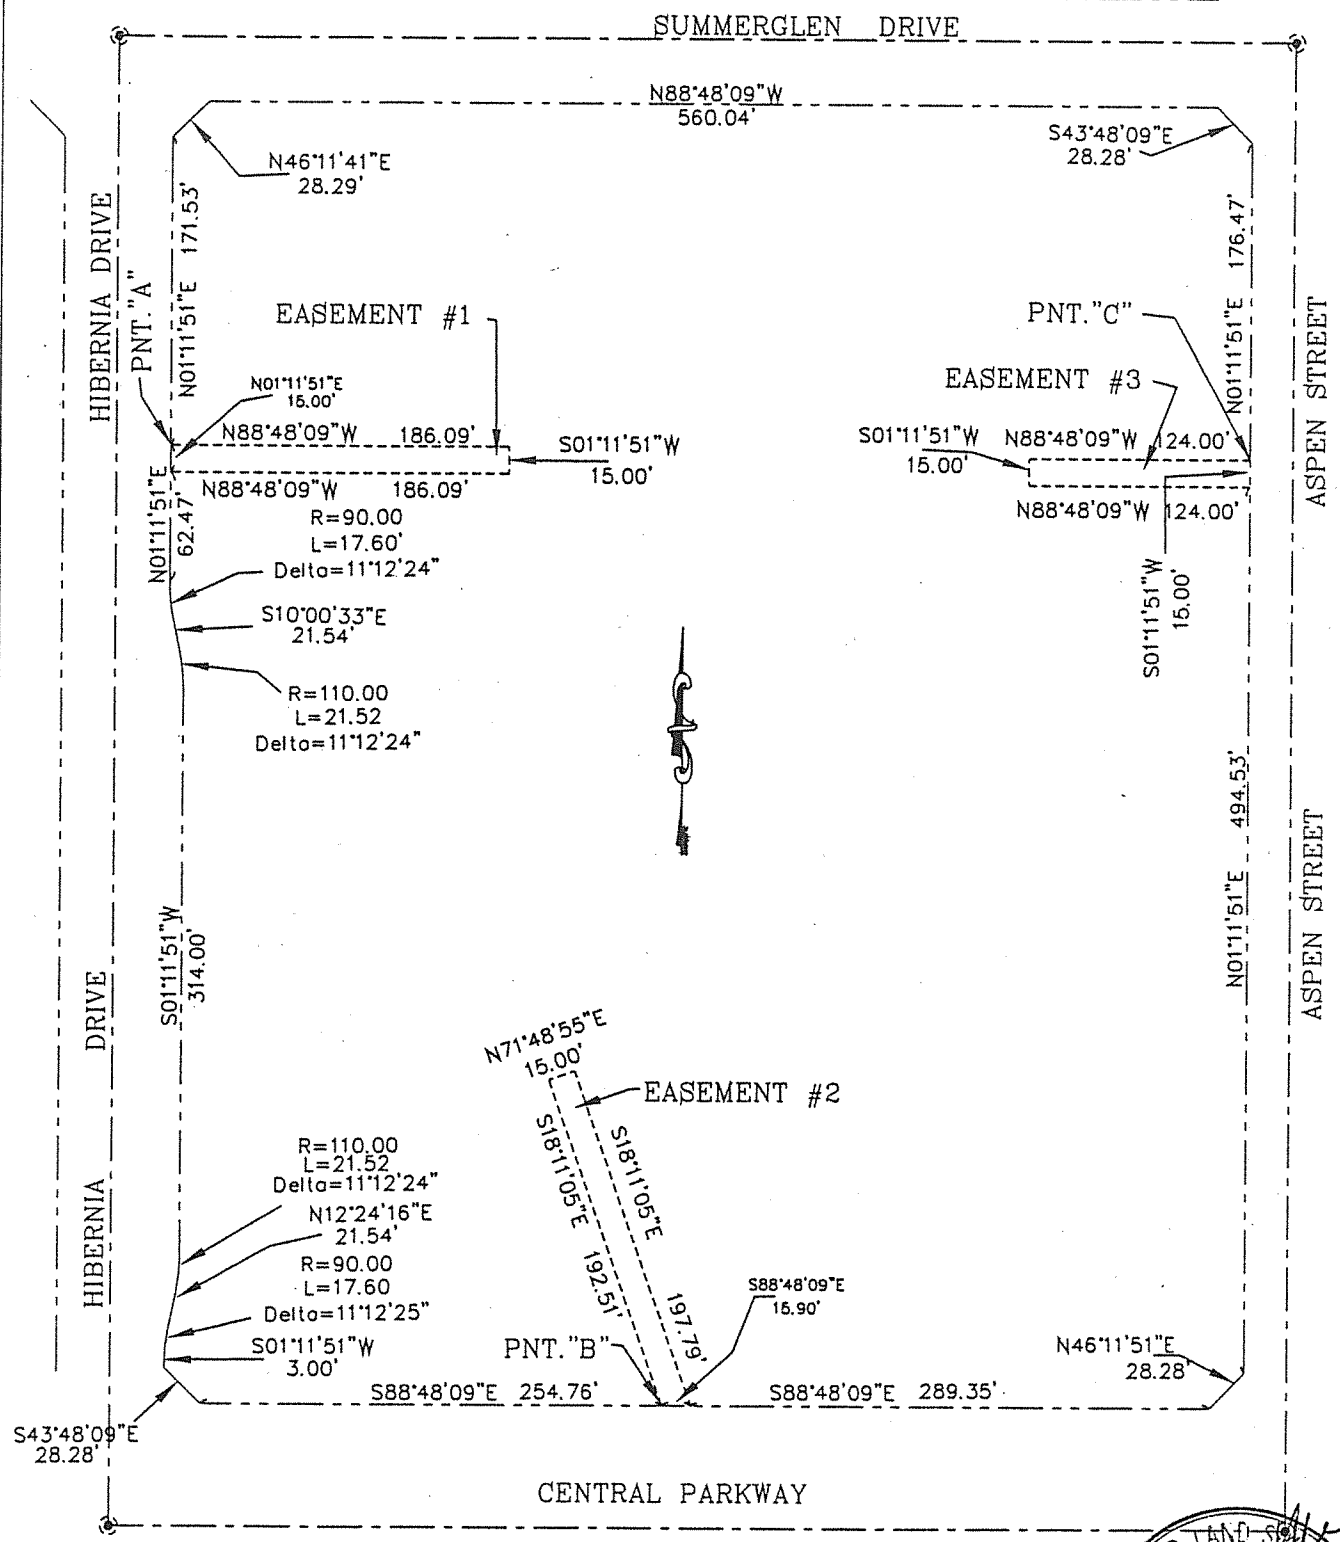 SUMMERGLEN DRIVE
N88°48'09"W
560.04'
S43°48'09"E
28.28'
N46°11'41"E
28.29'
HIBERNIA DRIVE
PNT."A"
N01°11'51"E 171.53'
EASEMENT #1
N01°11'51"E
15.00'
N88°48'09"W 186.09'
S01°11'51"W
15.00'
N88°48'09"W 186.09'
N01°11'51"E
62.47'
R=90.00
L=17.60'
Delta=11°12'24"
S10°00'33"E
21.54'
R=110.00
L=21.52
Delta=11°12'24"
N01°11'51"E 176.47'
PNT."C"
EASEMENT #3
S01°11'51"W
15.00'
N88°48'09"W 124.00'
N88°48'09"W 124.00'
S01°11'51"W
15.00'
ASPEN STREET
N01°11'51"E 494.53'
ASPEN STREET
S01°11'51"W
314.00'
HIBERNIA DRIVE
N71°48'55"E
15.00'
EASEMENT #2
S18°11'05"E 192.51'
S18°11'05"E 197.79'
R=110.00
L=21.52
Delta=11°12'24"
N12°24'16"E
21.54'
R=90.00
L=17.60
Delta=11°12'25"
S01°11'51"W
3.00'
S88°48'09"E
15.90'
PNT."B"
N46°11'51"E
28.28'
S88°48'09"E 254.76'
S88°48'09"E 289.35'
S43°48'09"E
28.28'
CENTRAL PARKWAY
LAND